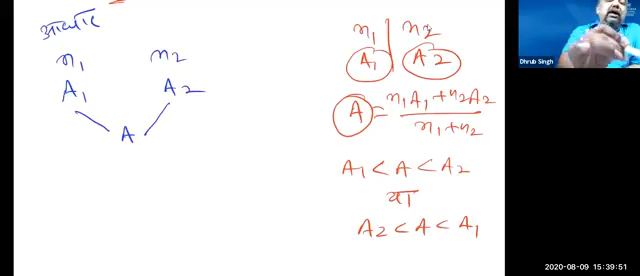 n1 n2
A1 A2
A
n1 | n2
A1 | A2
A = n1A1+n2A2 / n1+n2
A1 < A < A2
या
A2 < A < A1
Dhrub Singh
2020-08-09 15:39:51